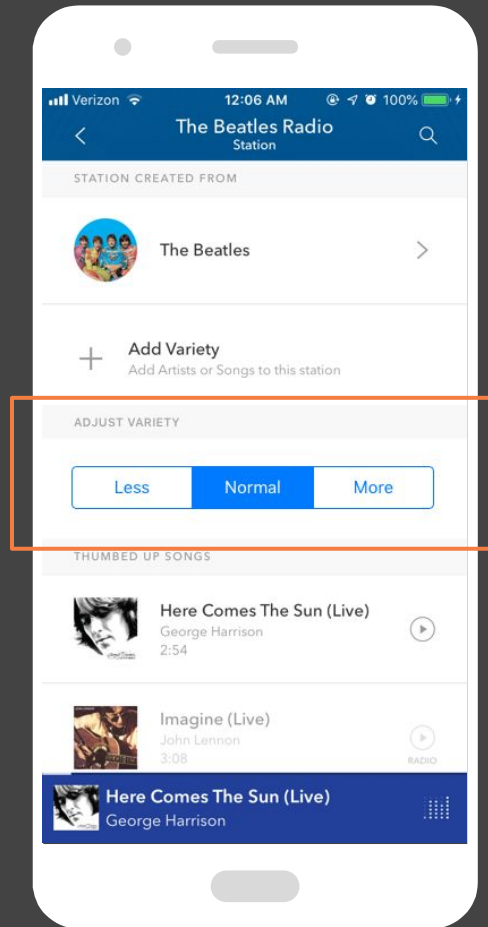 Verizon 12:06 AM 100%
The Beatles Radio
Station
STATION CREATED FROM
The Beatles
Add Variety
Add Artists or Songs to this station
ADJUST VARIETY
Less Normal More
THUMBED UP SONGS
Here Comes The Sun (Live)
George Harrison
2:54
Imagine (Live)
John Lennon
3:08
RADIO
Here Comes The Sun (Live)
George Harrison